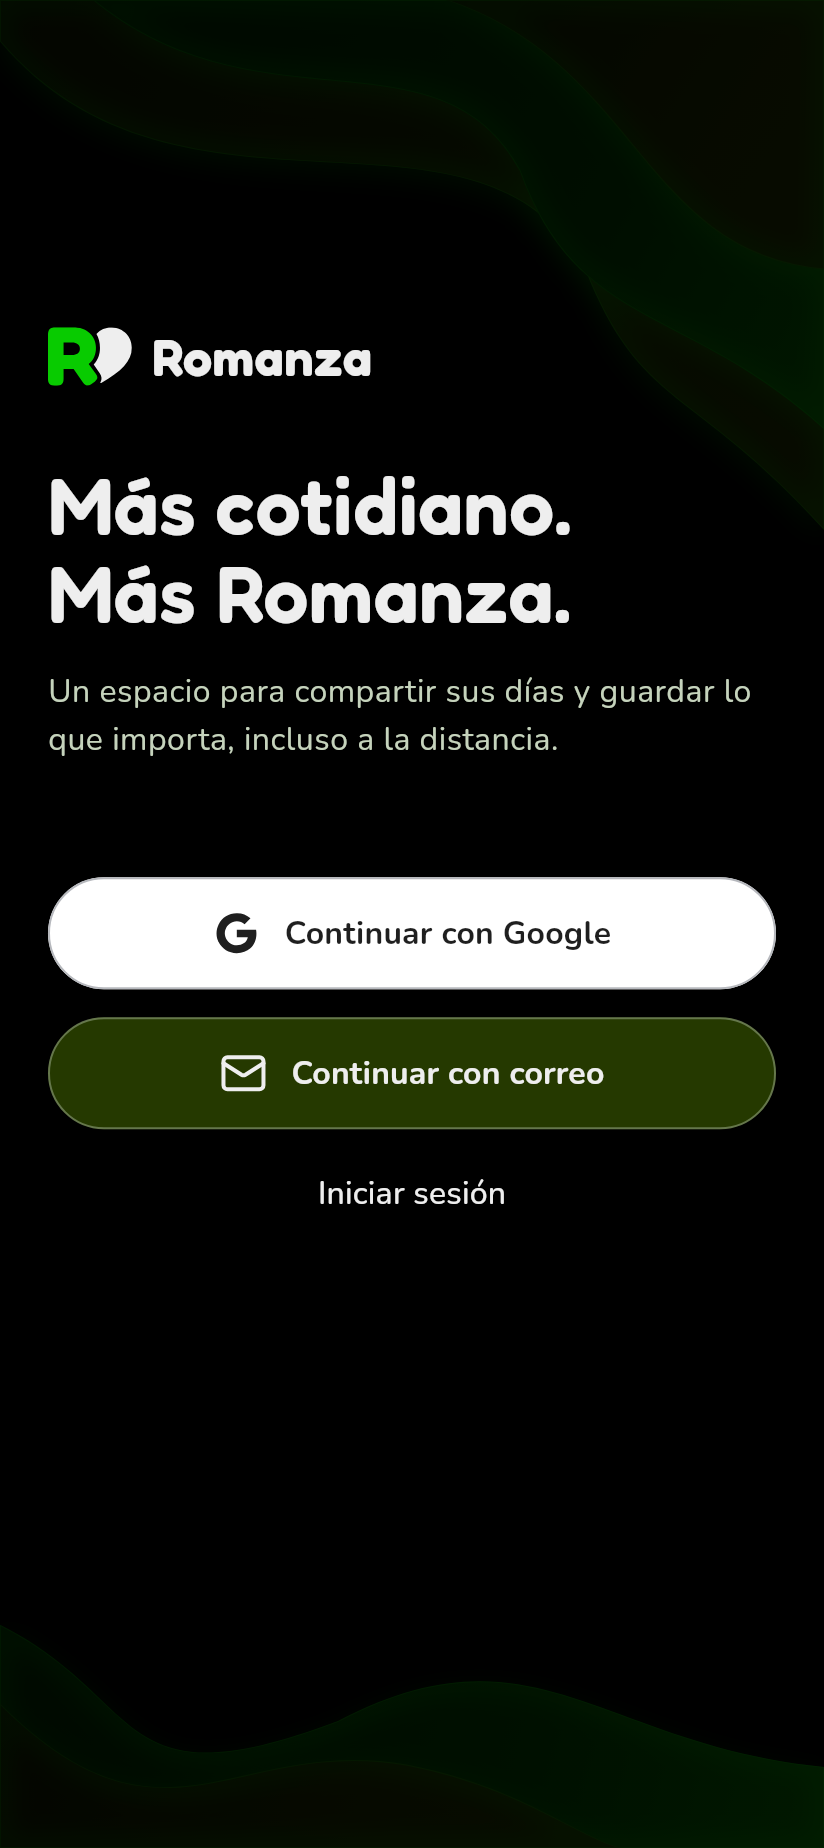 Romanza
Más cotidiano.
Más Romanza.
Un espacio para compartir sus días y guardar lo
que importa, incluso a la distancia.
Continuar con Google
Continuar con correo
Iniciar sesión